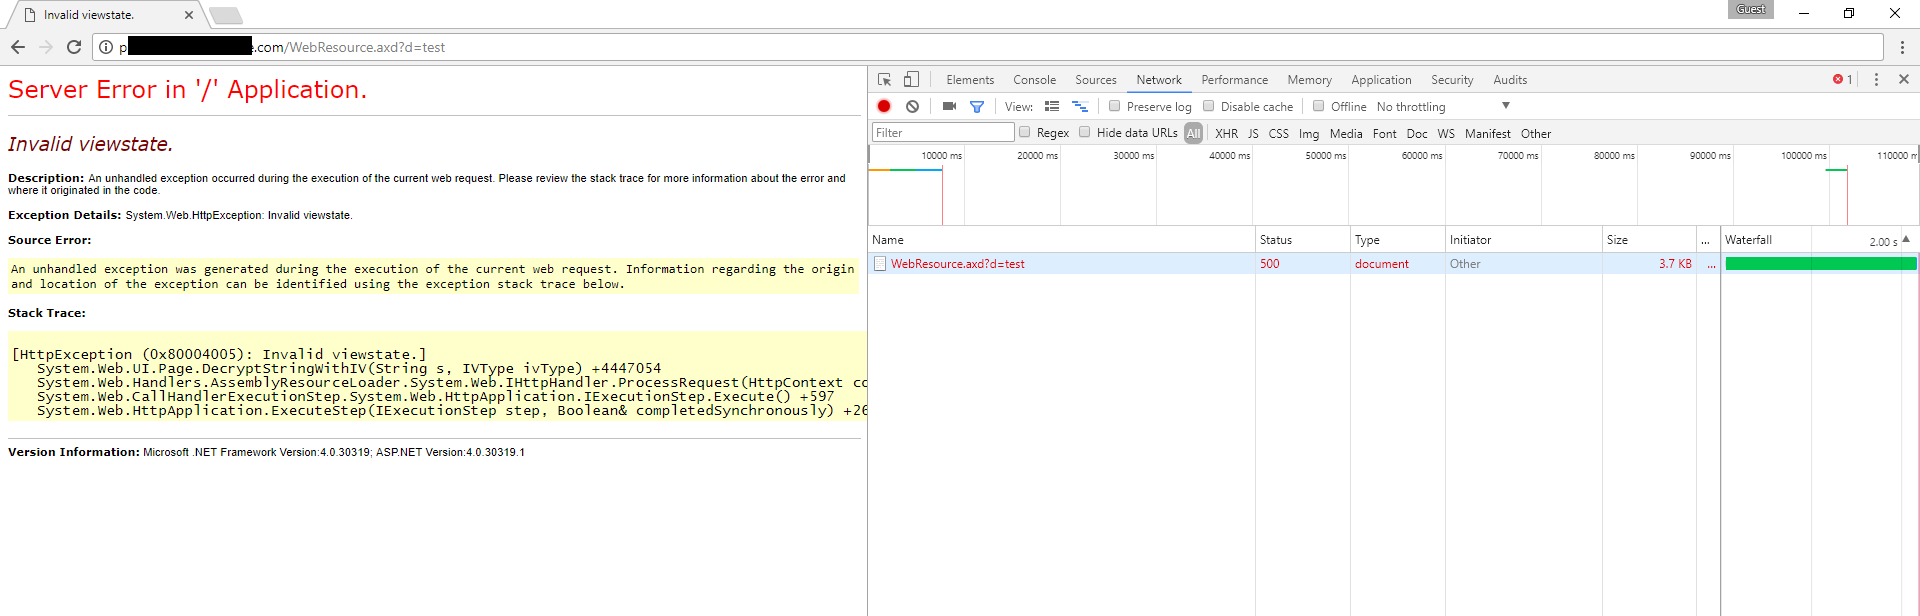 Invalid viewstate.
Guest
p .com/WebResource.axd?d=test
Server Error in '/' Application.
Invalid viewstate.
Description: An unhandled exception occurred during the execution of the current web request. Please review the stack trace for more information about the error and
where it originated in the code.
Exception Details: System.Web.HttpException: Invalid viewstate.
Source Error:
An unhandled exception was generated during the execution of the current web request. Information regarding the origin
and location of the exception can be identified using the exception stack trace below.
Stack Trace:
[HttpException (0x80004005): Invalid viewstate.]
System.Web.UI.Page.DecryptStringWithIV(String s, IVType ivType) +4447054
System.Web.Handlers.AssemblyResourceLoader.System.Web.IHttpHandler.ProcessRequest(HttpContext co
System.Web.CallHandlerExecutionStep.System.Web.HttpApplication.IExecutionStep.Execute() +597
System.Web.HttpApplication.ExecuteStep(IExecutionStep step, Boolean& completedSynchronously) +26
Version Information: Microsoft .NET Framework Version:4.0.30319; ASP.NET Version:4.0.30319.1
Elements Console Sources Network Performance Memory Application Security Audits 1
View: Preserve log Disable cache Offline No throttling
Filter Regex Hide data URLs All XHR JS CSS Img Media Font Doc WS Manifest Other
10000 ms 20000 ms 30000 ms 40000 ms 50000 ms 60000 ms 70000 ms 80000 ms 90000 ms 100000 ms 110000 m
Name Status Type Initiator Size ... Waterfall 2.00 s
WebResource.axd?d=test 500 document Other 3.7 KB ...